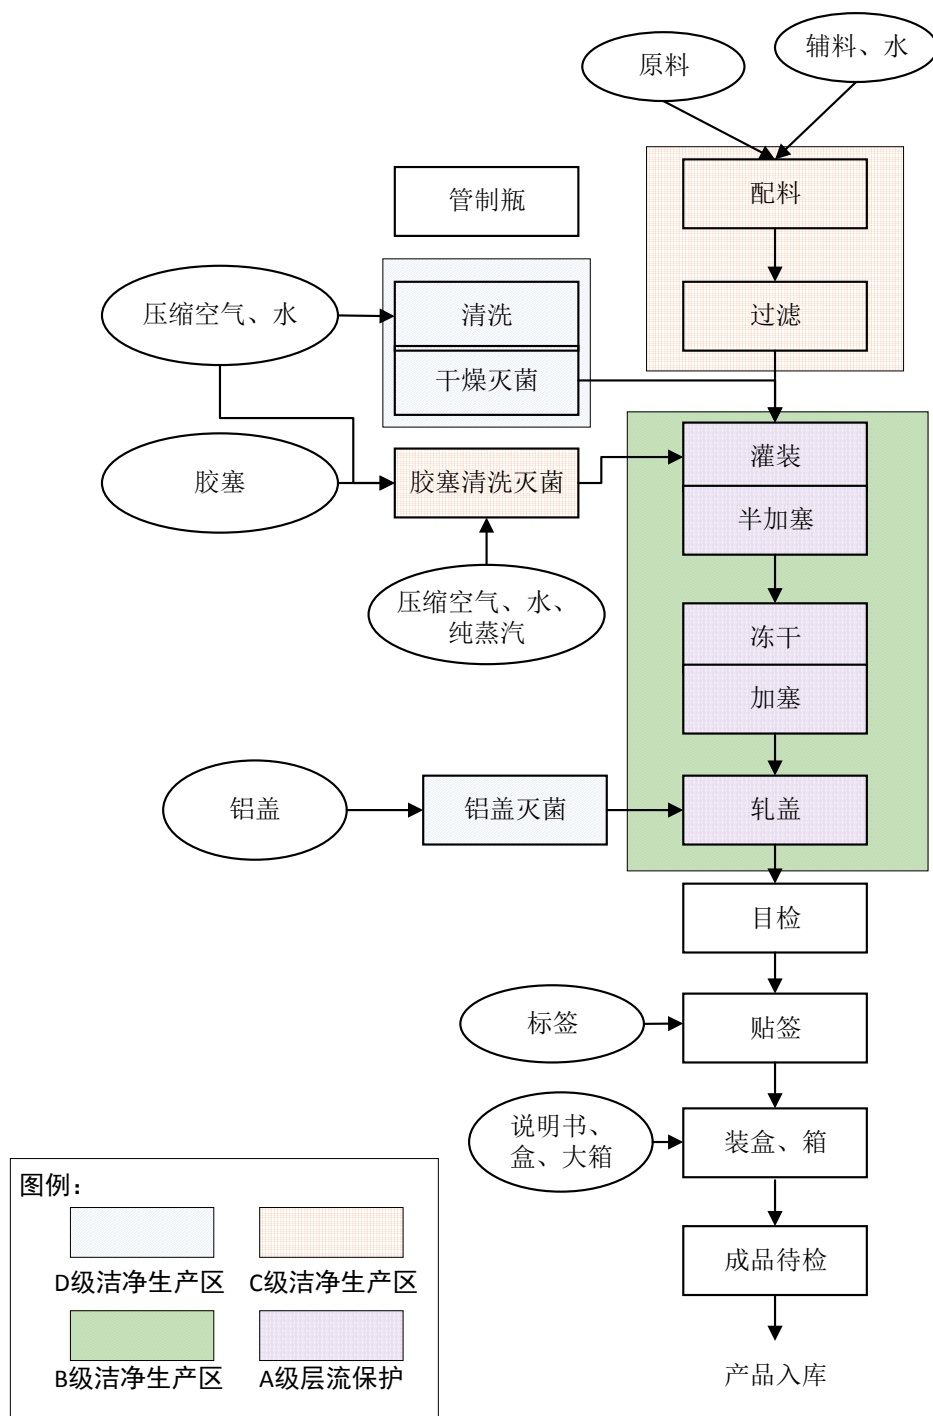 原料
辅料、水
配料
管制瓶
压缩空气、水
清洗
过滤
干燥灭菌
灌装
胶塞
胶塞清洗灭菌
半加塞
压缩空气、水、
纯蒸汽
冻干
加塞
铝盖
铝盖灭菌
轧盖
目检
标签
贴签
说明书、
盒、大箱
装盒、箱
成品待检
产品入库
图例：
D级洁净生产区
C级洁净生产区
B级洁净生产区
A级层流保护